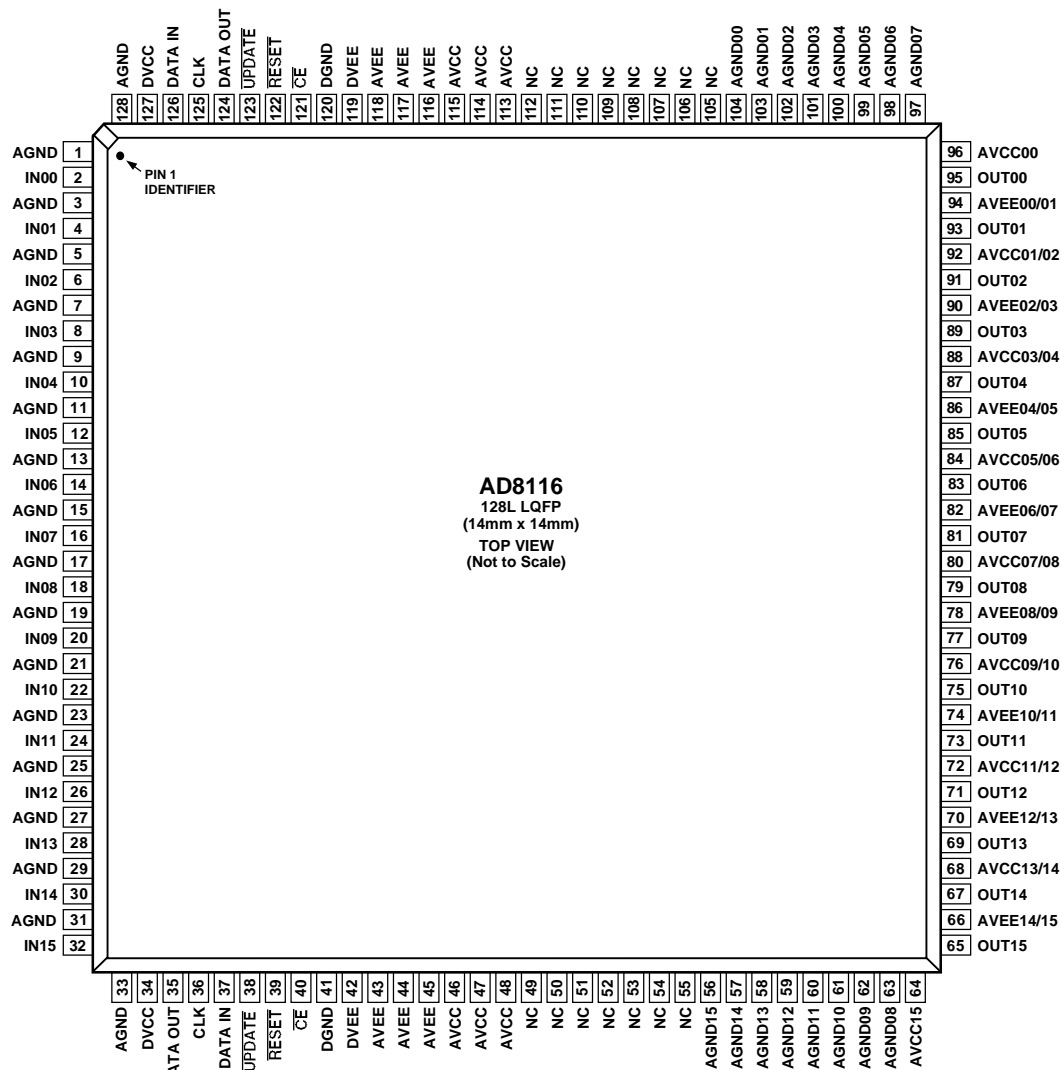 128 AGND
127 DVCC
126 DATA IN
125 CLK
124 DATA OUT
123 UPDATE
122 RESET
121 CE
120 DGND
119 DVEE
118 AVEE
117 AVEE
116 AVEE
115 AVCC
114 AVCC
113 AVCC
112 NC
111 NC
110 NC
109 NC
108 NC
107 NC
106 NC
105 NC
104 AGND00
103 AGND01
102 AGND02
101 AGND03
100 AGND04
99 AGND05
98 AGND06
97 AGND07
AGND 1
IN00 2
AGND 3
IN01 4
AGND 5
IN02 6
AGND 7
IN03 8
AGND 9
IN04 10
AGND 11
IN05 12
AGND 13
IN06 14
AGND 15
IN07 16
AGND 17
IN08 18
AGND 19
IN09 20
AGND 21
IN10 22
AGND 23
IN11 24
AGND 25
IN12 26
AGND 27
IN13 28
AGND 29
IN14 30
AGND 31
IN15 32
PIN 1
IDENTIFIER
AD8116
128L LQFP
(14mm x 14mm)
TOP VIEW
(Not to Scale)
96 AVCC00
95 OUT00
94 AVEE00/01
93 OUT01
92 AVCC01/02
91 OUT02
90 AVEE02/03
89 OUT03
88 AVCC03/04
87 OUT04
86 AVEE04/05
85 OUT05
84 AVCC05/06
83 OUT06
82 AVEE06/07
81 OUT07
80 AVCC07/08
79 OUT08
78 AVEE08/09
77 OUT09
76 AVCC09/10
75 OUT10
74 AVEE10/11
73 OUT11
72 AVCC11/12
71 OUT12
70 AVEE12/13
69 OUT13
68 AVCC13/14
67 OUT14
66 AVEE14/15
65 OUT15
AGND 33
DVCC 34
ATA OUT 35
CLK 36
DATA IN 37
UPDATE 38
RESET 39
CE 40
DGND 41
DVEE 42
AVEE 43
AVEE 44
AVEE 45
AVCC 46
AVCC 47
AVCC 48
NC 49
NC 50
NC 51
NC 52
NC 53
NC 54
NC 55
AGND15 56
AGND14 57
AGND13 58
AGND12 59
AGND11 60
AGND10 61
AGND09 62
AGND08 63
AVCC15 64